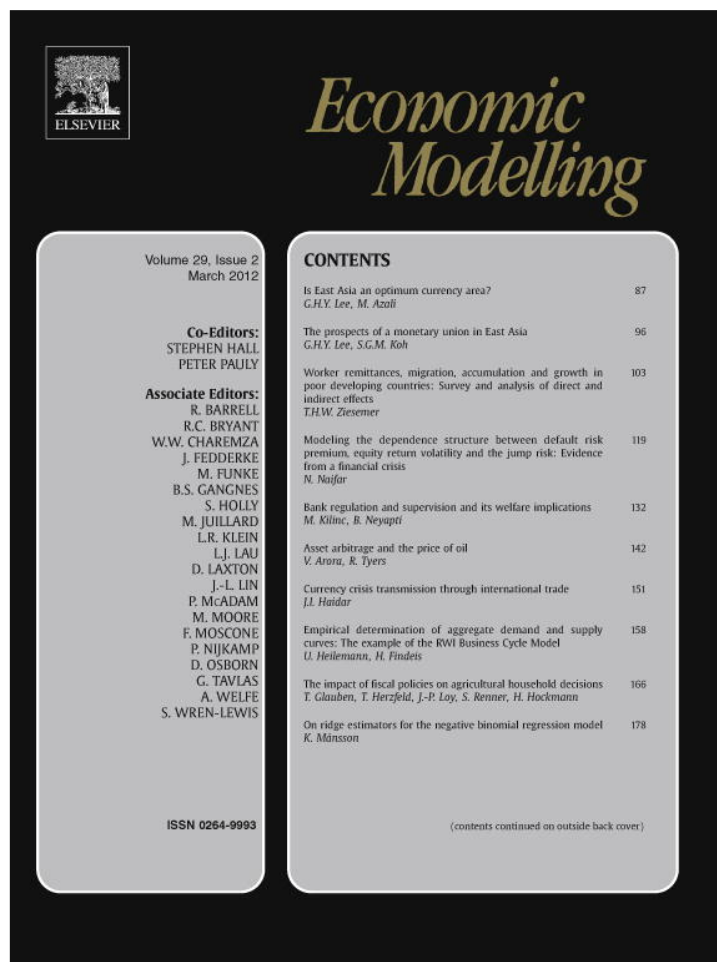 ELSEVIER
Economic
Modelling
Volume 29, Issue 2
March 2012
Co-Editors:
STEPHEN HALL
PETER PAULY
Associate Editors:
R. BARRELL
R.C. BRYANT
W.W. CHAREMZA
J. FEDDERKE
M. FUNKE
B.S. GANGNES
S. HOLLY
M. JUILLARD
L.R. KLEIN
L.J. LAU
D. LAXTON
J.-L. LIN
P. McADAM
M. MOORE
F. MOSCONE
P. NIJKAMP
D. OSBORN
G. TAVLAS
A. WELFE
S. WREN-LEWIS
ISSN 0264-9993
CONTENTS
Is East Asia an optimum currency area? 87
G.H.Y. Lee, M. Azali
The prospects of a monetary union in East Asia 96
G.H.Y. Lee, S.G.M. Koh
Worker remittances, migration, accumulation and growth in 103
poor developing countries: Survey and analysis of direct and
indirect effects
T.H.W. Ziesemer
Modeling the dependence structure between default risk 119
premium, equity return volatility and the jump risk: Evidence
from a financial crisis
N. Naifar
Bank regulation and supervision and its welfare implications 132
M. Kilinc, B. Neyapti
Asset arbitrage and the price of oil 142
V. Arora, R. Tyers
Currency crisis transmission through international trade 151
J.I. Haidar
Empirical determination of aggregate demand and supply 158
curves: The example of the RWI Business Cycle Model
U. Heilemann, H. Findeis
The impact of fiscal policies on agricultural household decisions 166
T. Glauben, T. Herzfeld, J.-P. Loy, S. Renner, H. Hockmann
On ridge estimators for the negative binomial regression model 178
K. Månsson
(contents continued on outside back cover)